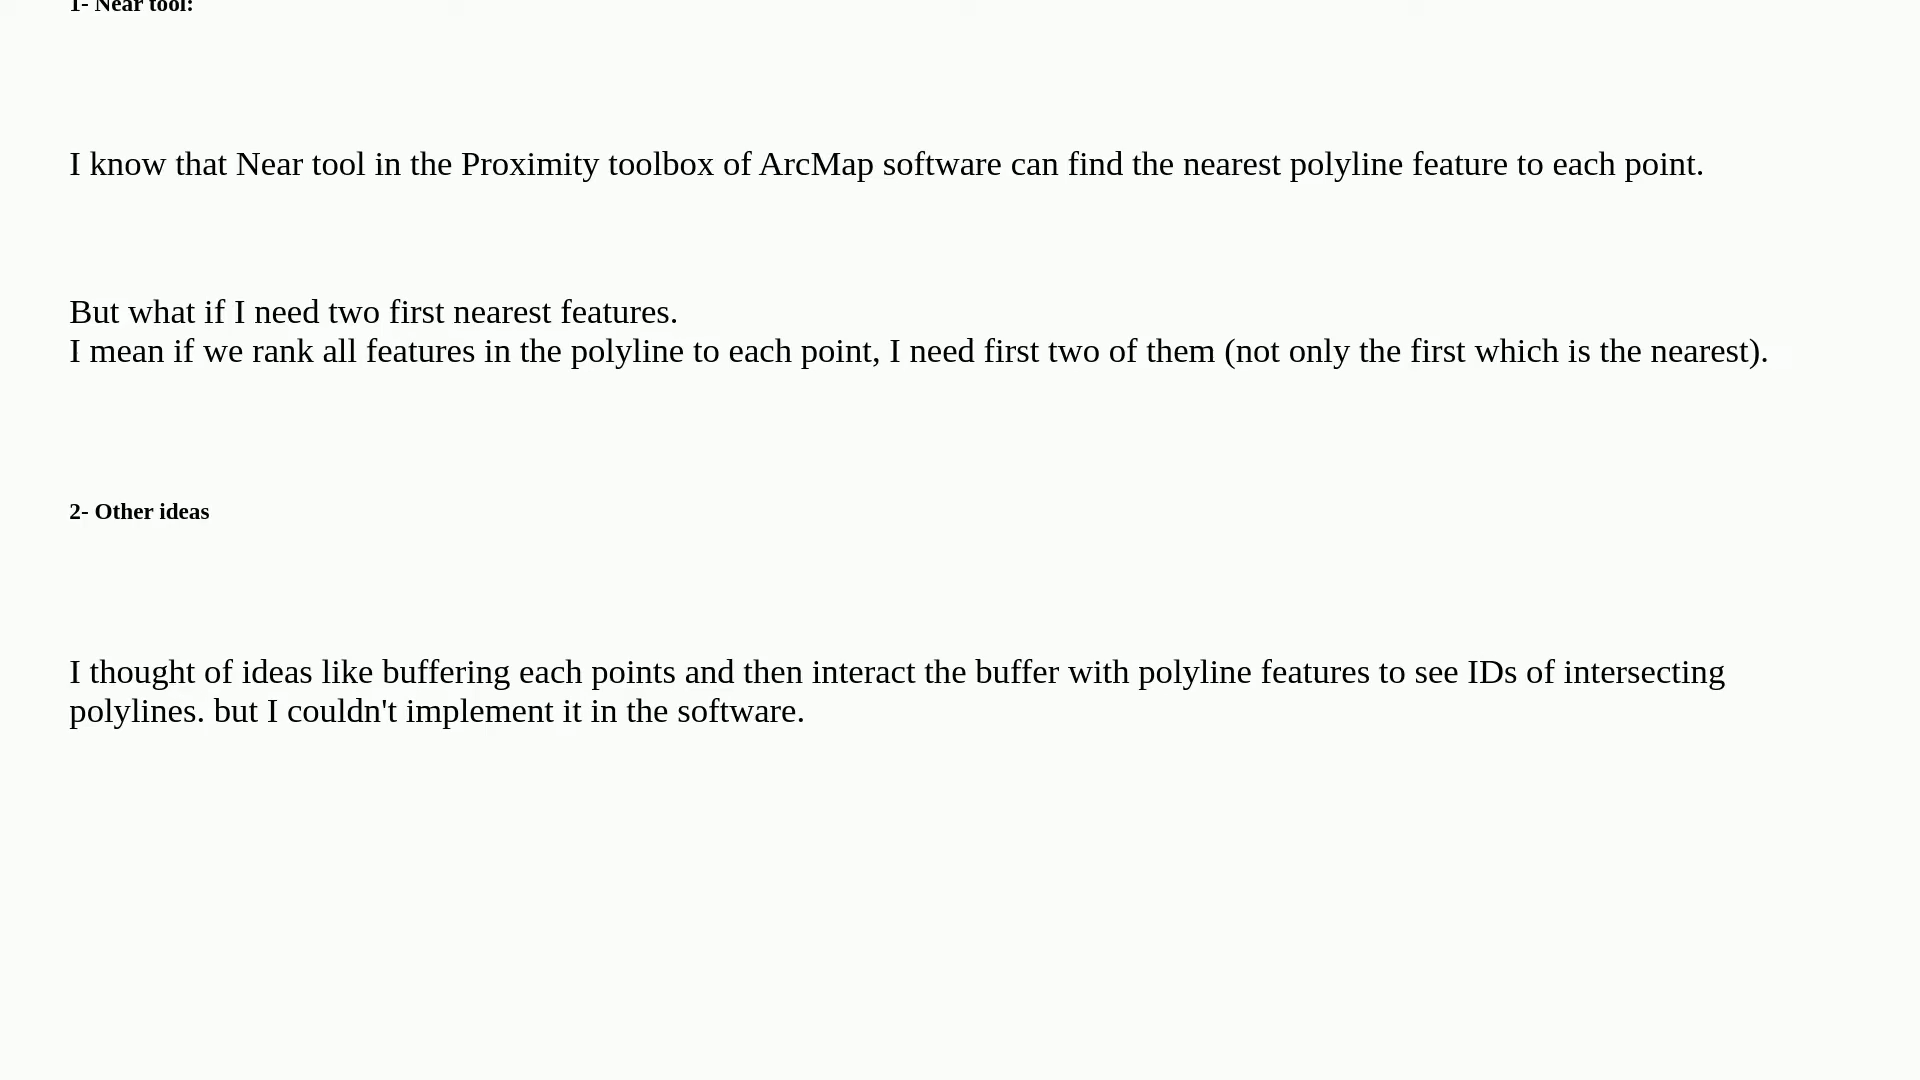 1- Near tool:
I know that Near tool in the Proximity toolbox of ArcMap software can find the nearest polyline feature to each point.
But what if I need two first nearest features.
I mean if we rank all features in the polyline to each point, I need first two of them (not only the first which is the nearest).
2- Other ideas
I thought of ideas like buffering each points and then interact the buffer with polyline features to see IDs of intersecting
polylines. but I couldn't implement it in the software.